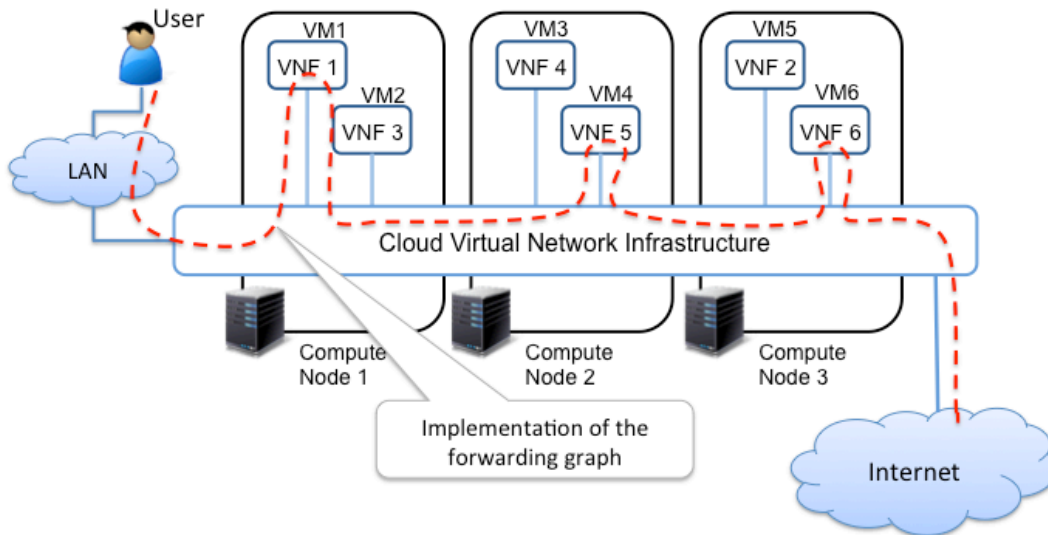 User
VM1
VNF 1
VM2
VNF 3
VM3
VNF 4
VM4
VNF 5
VM5
VNF 2
VM6
VNF 6
LAN
Cloud Virtual Network Infrastructure
Compute
Node 1
Compute
Node 2
Compute
Node 3
Implementation of the
forwarding graph
Internet